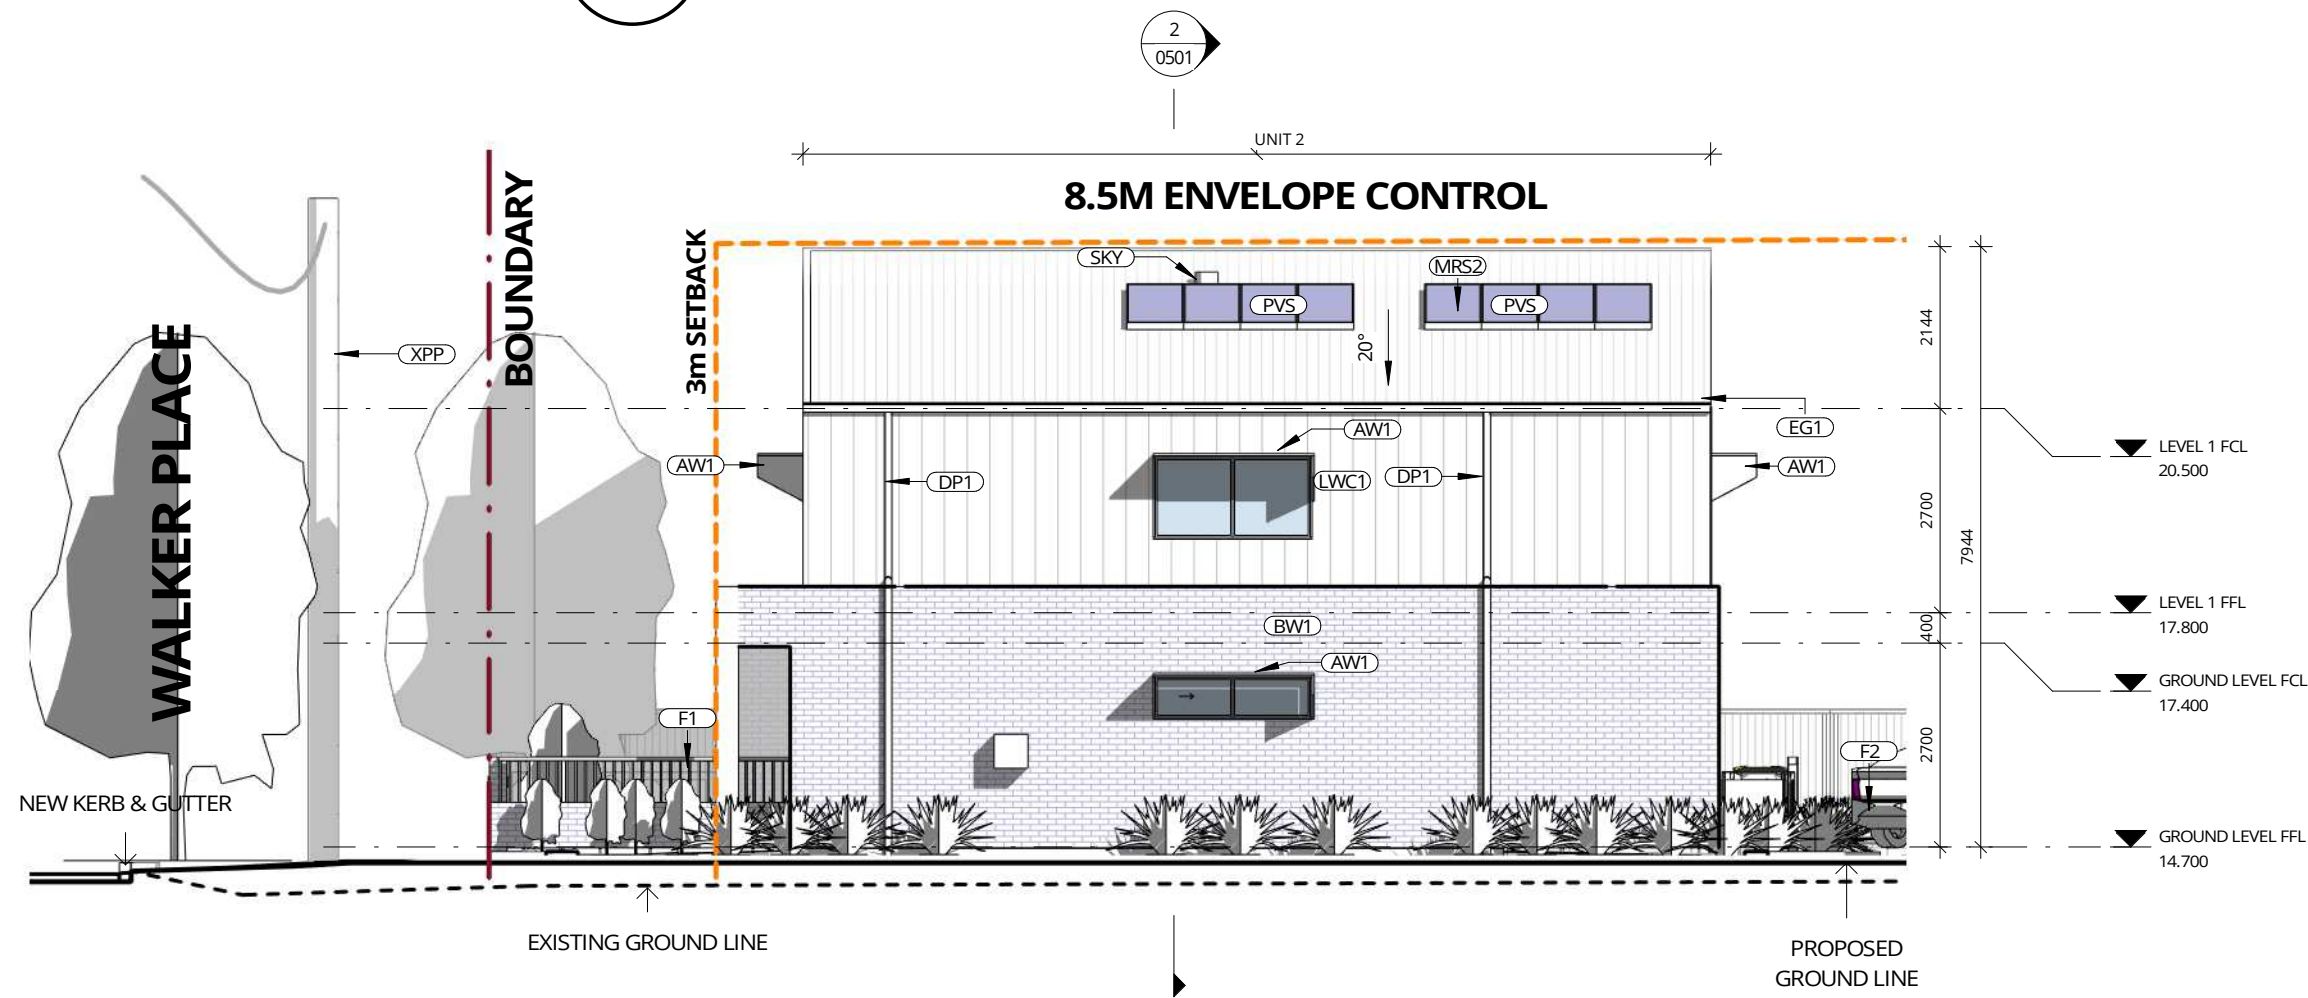 2
0501
UNIT 2
8.5M ENVELOPE CONTROL
BOUNDARY
3m SETBACK
WALKER PLACE
SKY
MRS2
PVS
PVS
20°
XPP
2144
EG1
AW1
AW1
DP1
LWC1
DP1
AW1
LEVEL 1 FCL
20.500
2700
7944
LEVEL 1 FFL
17.800
BW1
400
AW1
GROUND LEVEL FCL
17.400
F1
2700
F2
NEW KERB & GUTTER
GROUND LEVEL FFL
14.700
EXISTING GROUND LINE
PROPOSED
GROUND LINE